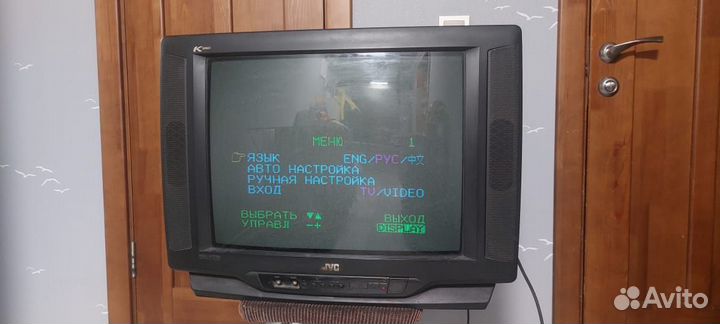 МЕНЮ 1
☞ЯЗЫК ENG/РУС/中文
АВТО НАСТРОЙКА
РУЧНАЯ НАСТРОЙКА
ВХОД TV/VIDEO
ВЫБРАТЬ ▼▲ ВЫХОД
УПРАВЛ −+ DISPLAY
JVC
Avito